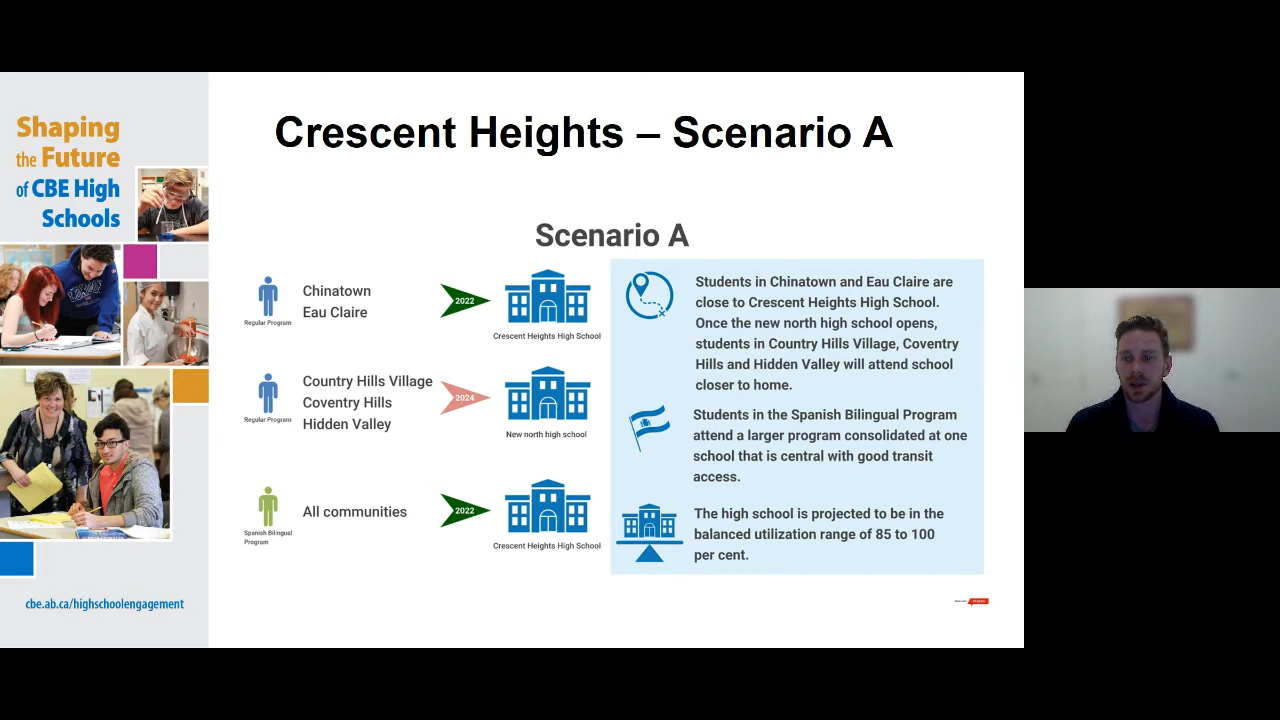 Shaping
the Future
of CBE High
Schools
cbe.ab.ca/highschoolengagement
Crescent Heights – Scenario A
Scenario A
Regular Program
Chinatown
Eau Claire
2022
Crescent Heights High School
Regular Program
Country Hills Village
Coventry Hills
Hidden Valley
2024
New north high school
Spanish Bilingual
Program
All communities
2022
Crescent Heights High School
Students in Chinatown and Eau Claire are
close to Crescent Heights High School.
Once the new north high school opens,
students in Country Hills Village, Coventry
Hills and Hidden Valley will attend school
closer to home.
Students in the Spanish Bilingual Program
attend a larger program consolidated at one
school that is central with good transit
access.
The high school is projected to be in the
balanced utilization range of 85 to 100
per cent.